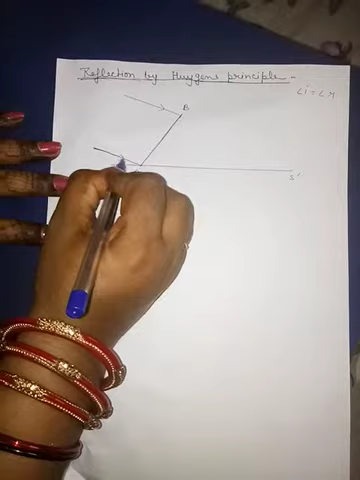 Reflection by Huygens principle -
∠i = ∠r
B
S'